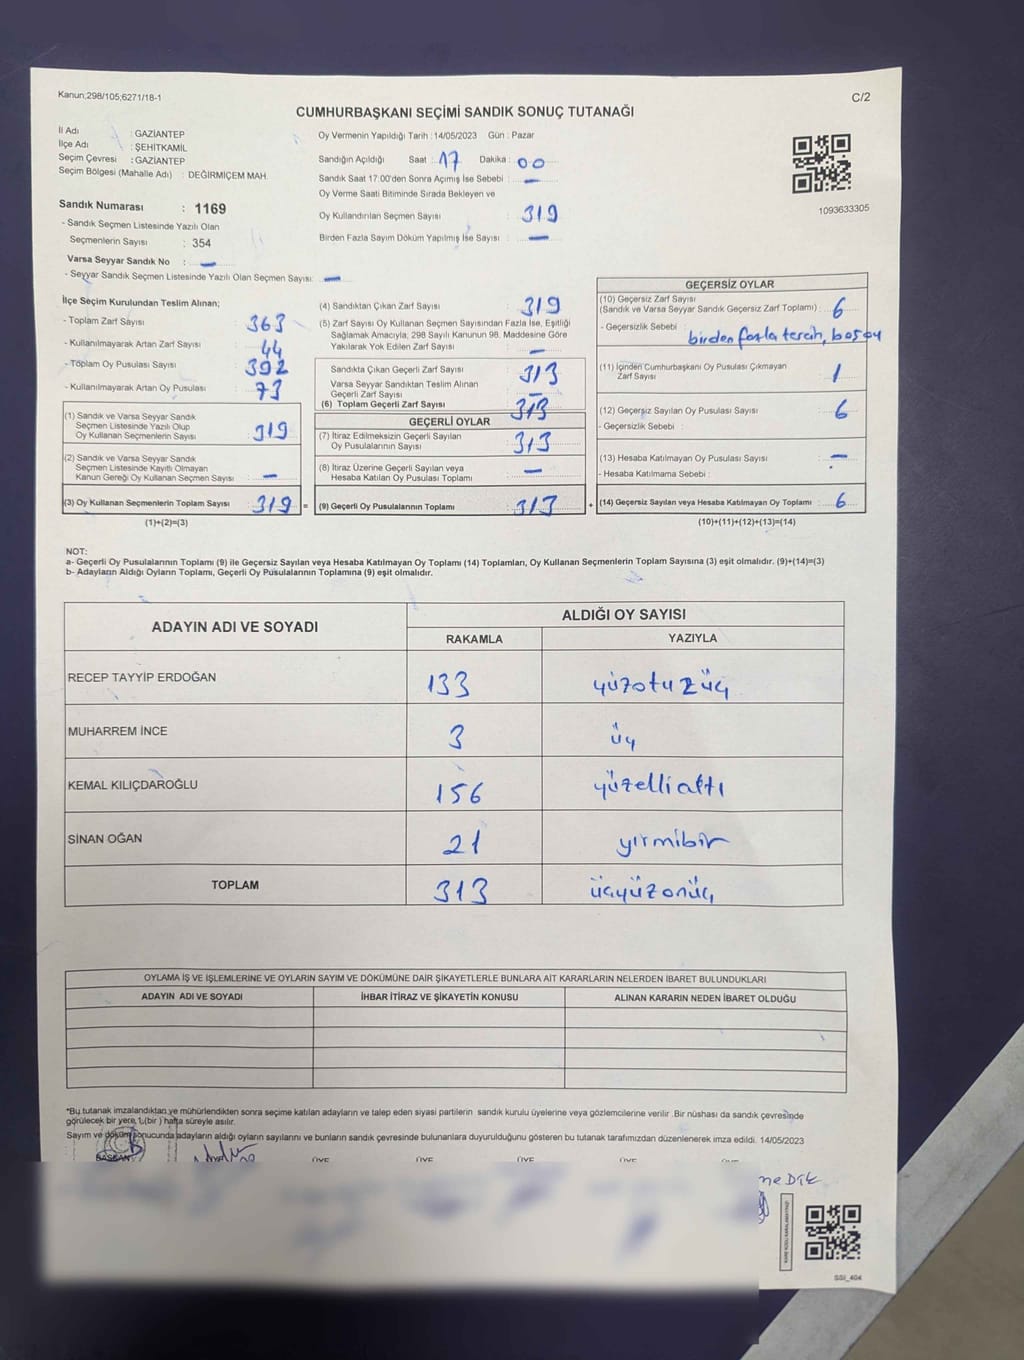 Kanun;298/105;6271/18-1
C/2
CUMHURBAŞKANI SEÇİMİ SANDIK SONUÇ TUTANAĞI
İl Adı : GAZİANTEP
İlçe Adı : ŞEHİTKAMİL
Seçim Çevresi : GAZİANTEP
Seçim Bölgesi (Mahalle Adı) : DEĞİRMİÇEM MAH.
Sandık Numarası : 1169
- Sandık Seçmen Listesinde Yazılı Olan
Seçmenlerin Sayısı : 354
Varsa Seyyar Sandık No : —
- Seyyar Sandık Seçmen Listesinde Yazılı Olan Seçmen Sayısı: —
Oy Vermenin Yapıldığı Tarih : 14/05/2023 Gün : Pazar
Sandığın Açıldığı Saat : 17 Dakika : 00
Sandık Saat 17:00'den Sonra Açımış İse Sebebi : —
Oy Verme Saati Bitiminde Sırada Bekleyen ve
Oy Kullandırılan Seçmen Sayısı : 319
Birden Fazla Sayım Döküm Yapılmış İse Sayısı : —
1093633305
İlçe Seçim Kurulundan Teslim Alınan;
- Toplam Zarf Sayısı : 363
- Kullanılmayarak Artan Zarf Sayısı : 44
- Toplam Oy Pusulası Sayısı : 392
- Kullanılmayarak Artan Oy Pusulası : 73
(1) Sandık ve Varsa Seyyar Sandık
Seçmen Listesinde Yazılı Olup
Oy Kullanan Seçmenlerin Sayısı : 319
(2) Sandık ve Varsa Seyyar Sandık
Seçmen Listesinde Kayıtlı Olmayan
Kanun Gereği Oy Kullanan Seçmen Sayısı : —
(3) Oy Kullanan Seçmenlerin Toplam Sayısı : 319 =
(1)+(2)=(3)
(4) Sandıktan Çıkan Zarf Sayısı : 319
(5) Zarf Sayısı Oy Kullanan Seçmen Sayısından Fazla İse, Eşitliği
Sağlamak Amacıyla, 298 Sayılı Kanunun 98. Maddesine Göre
Yakılarak Yok Edilen Zarf Sayısı : —
Sandıkta Çıkan Geçerli Zarf Sayısı : 313
Varsa Seyyar Sandıktan Teslim Alınan
Geçerli Zarf Sayısı : —
(6) Toplam Geçerli Zarf Sayısı : 313
GEÇERLİ OYLAR
(7) İtiraz Edilmeksizin Geçerli Sayılan
Oy Pusulalarının Sayısı : 313
(8) İtiraz Üzerine Geçerli Sayılan veya
Hesaba Katılan Oy Pusulası Toplamı : —
(9) Geçerli Oy Pusulalarının Toplamı : 313 +
GEÇERSİZ OYLAR
(10) Geçersiz Zarf Sayısı
(Sandık ve Varsa Seyyar Sandık Geçersiz Zarf Toplamı) : 6
- Geçersizlik Sebebi : birden fazla tercih, boş oy
(11) İçinden Cumhurbaşkanı Oy Pusulası Çıkmayan
Zarf Sayısı : 1
(12) Geçersiz Sayılan Oy Pusulası Sayısı : 6
- Geçersizlik Sebebi :
(13) Hesaba Katılmayan Oy Pusulası Sayısı : —
- Hesaba Katılmama Sebebi :
(14) Geçersiz Sayılan veya Hesaba Katılmayan Oy Toplamı : 6
(10)+(11)+(12)+(13)=(14)
NOT:
a- Geçerli Oy Pusulalarının Toplamı (9) ile Geçersiz Sayılan veya Hesaba Katılmayan Oy Toplamı (14) Toplamları, Oy Kullanan Seçmenlerin Toplam Sayısına (3) eşit olmalıdır. (9)+(14)=(3)
b- Adayların Aldığı Oyların Toplamı, Geçerli Oy Pusulalarının Toplamına (9) eşit olmalıdır.
ADAYIN ADI VE SOYADI
ALDIĞI OY SAYISI
RAKAMLA YAZIYLA
RECEP TAYYİP ERDOĞAN 133 yüzotuzüç
MUHARREM İNCE 3 üç
KEMAL KILIÇDAROĞLU 156 yüzellialtı
SİNAN OĞAN 21 yirmibir
TOPLAM 313 üçyüzonüç
OYLAMA İŞ VE İŞLEMLERİNE VE OYLARIN SAYIM VE DÖKÜMÜNE DAİR ŞİKAYETLERLE BUNLARA AİT KARARLARIN NELERDEN İBARET BULUNDUKLARI
ADAYIN ADI VE SOYADI İHBAR İTİRAZ VE ŞİKAYETİN KONUSU ALINAN KARARIN NEDEN İBARET OLDUĞU
*Bu tutanak imzalandıktan ve mühürlendikten sonra seçime katılan adayların ve talep eden siyasi partilerin sandık kurulu üyelerine veya gözlemcilerine verilir .Bir nüshası da sandık çevresinde
görülecek bir yere 1 (bir ) hafta süreyle asılır.
Sayım ve döküm sonucunda adayların aldığı oyların sayılarını ve bunların sandık çevresinde bulunanlara duyurulduğunu gösteren bu tutanak tarafımızdan düzenlenerek imza edildi. 14/05/2023
BAŞKAN ÜYE ÜYE ÜYE ÜYE ÜYE
SSI_404